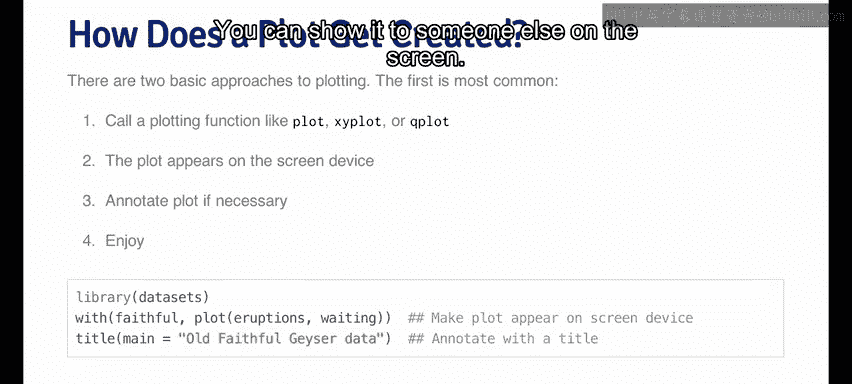 How Does a Plot Get Created?
You can show it to someone else on the
screen.
There are two basic approaches to plotting. The first is most common:
1. Call a plotting function like plot, xyplot, or qplot
2. The plot appears on the screen device
3. Annotate plot if necessary
4. Enjoy
library(datasets)
with(faithful, plot(eruptions, waiting))  ## Make plot appear on screen device
title(main = "Old Faithful Geyser data")  ## Annotate with a title